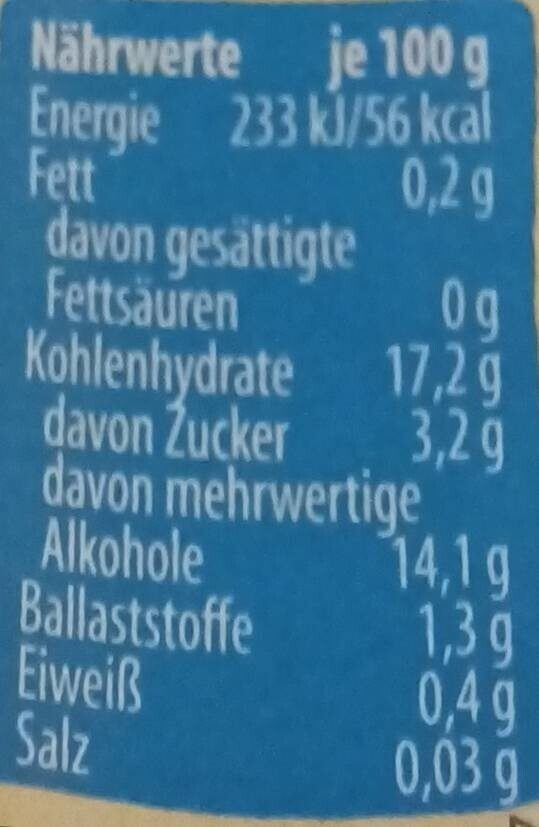 Nährwerte je 100 g
Energie 233 kJ/56 kcal
Fett 0,2 g
davon gesättigte
Fettsäuren 0 g
Kohlenhydrate 17,2 g
davon Zucker 3,2 g
davon mehrwertige
Alkohole 14,1 g
Ballaststoffe 1,3 g
Eiweiß 0,4 g
Salz 0,03 g